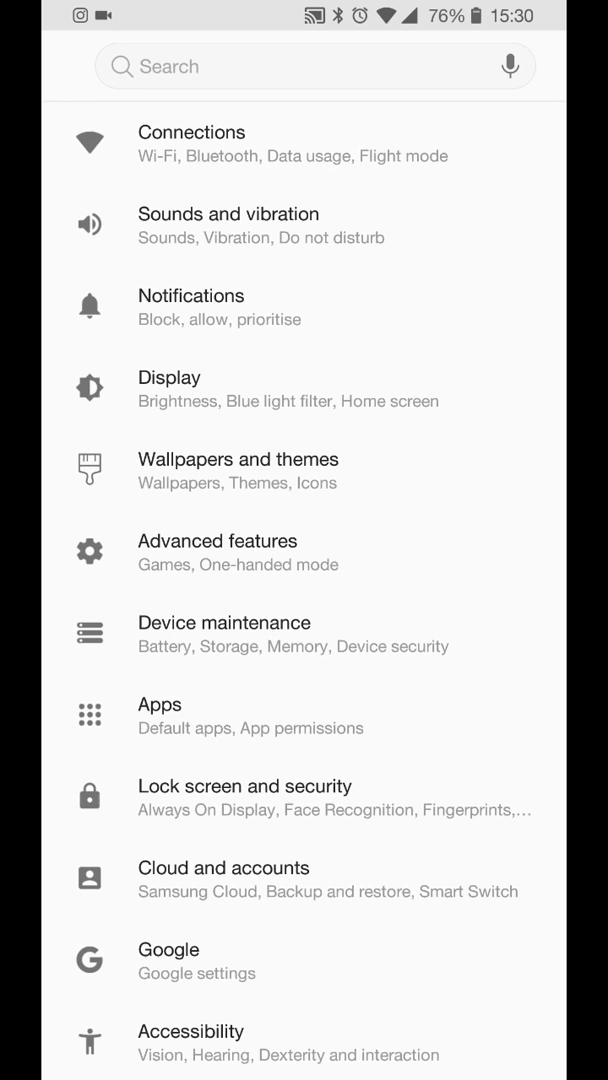 76% 15:30
Search
Connections
Wi-Fi, Bluetooth, Data usage, Flight mode
Sounds and vibration
Sounds, Vibration, Do not disturb
Notifications
Block, allow, prioritise
Display
Brightness, Blue light filter, Home screen
Wallpapers and themes
Wallpapers, Themes, Icons
Advanced features
Games, One-handed mode
Device maintenance
Battery, Storage, Memory, Device security
Apps
Default apps, App permissions
Lock screen and security
Always On Display, Face Recognition, Fingerprints,...
Cloud and accounts
Samsung Cloud, Backup and restore, Smart Switch
Google
Google settings
Accessibility
Vision, Hearing, Dexterity and interaction